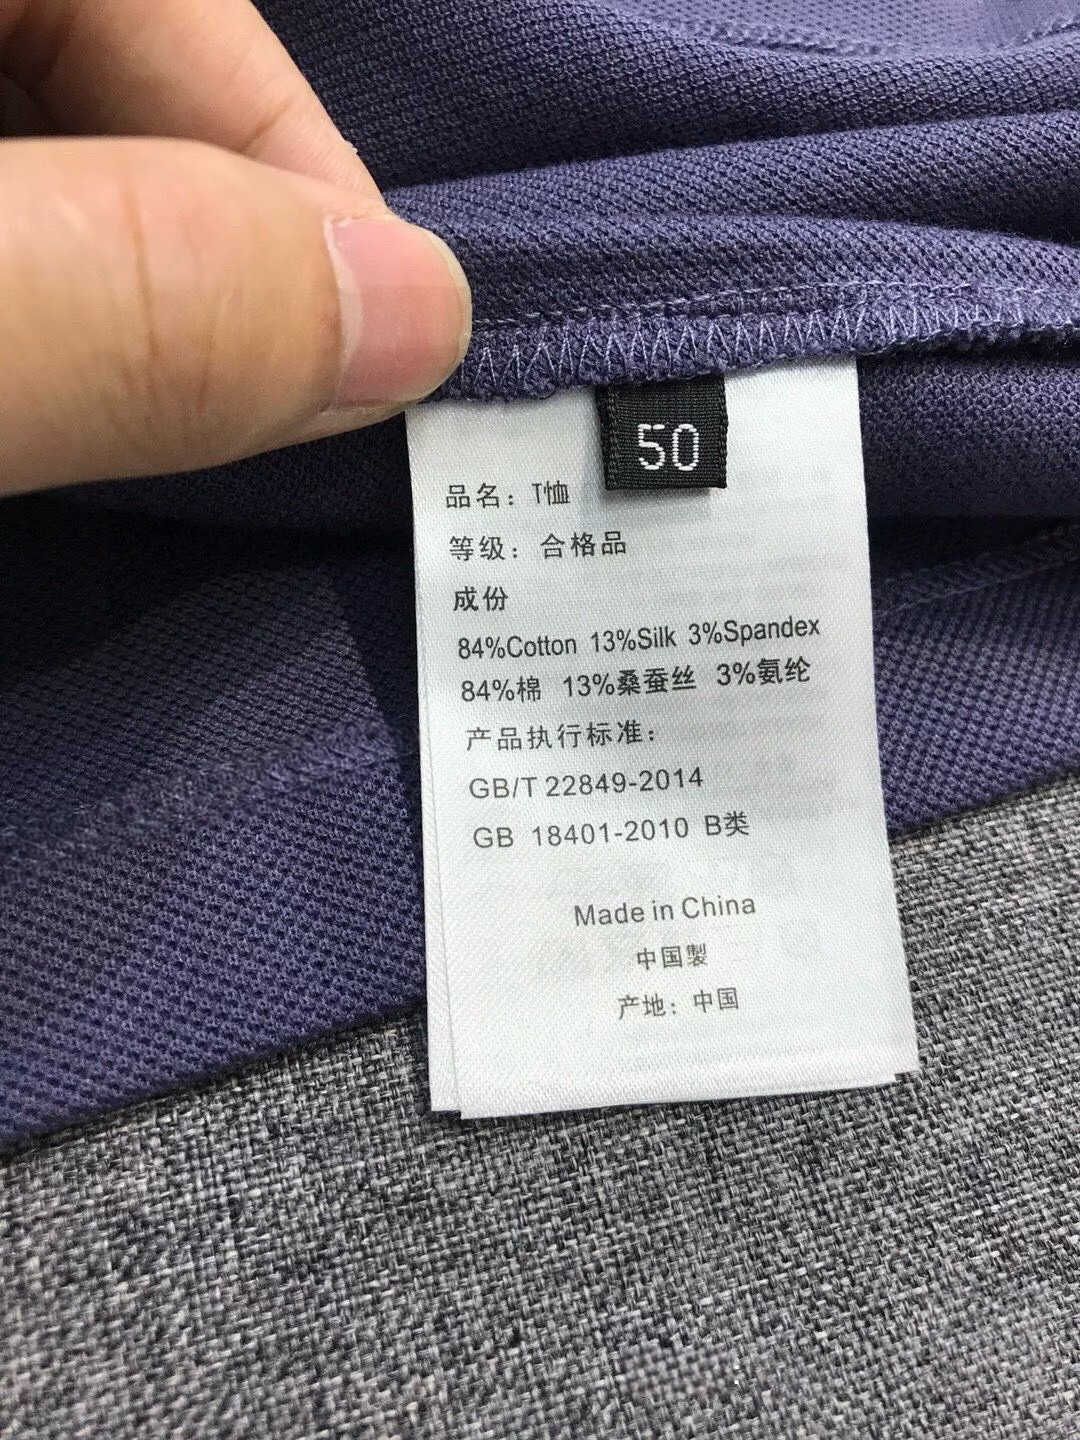 50
品名：T恤
等级：合格品
成份
84%Cotton 13%Silk 3%Spandex
84%棉 13%桑蚕丝 3%氨纶
产品执行标准：
GB/T 22849-2014
GB 18401-2010 B类
Made in China
中国製
产地：中国